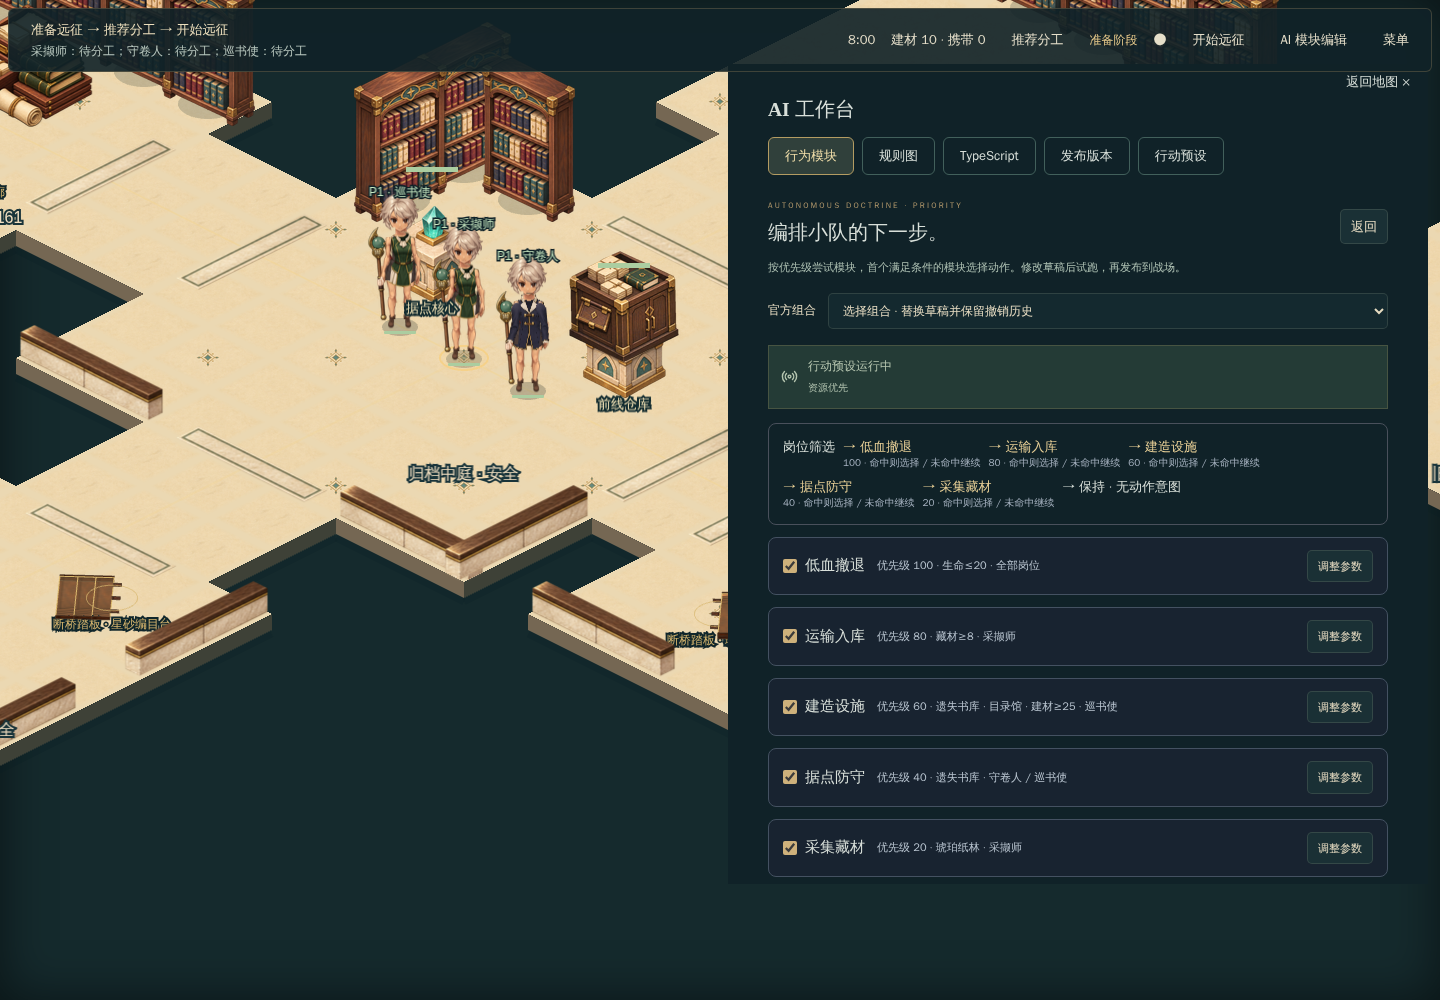 准备远征 → 推荐分工 → 开始远征
采撷师：待分工；守卷人：待分工；巡书使：待分工
8:00 建材 10 · 携带 0 推荐分工 准备阶段 开始远征 AI 模块编辑 菜单
返回地图 ×
AI 工作台
行为模块 规则图 TypeScript 发布版本 行动预设
AUTONOMOUS DOCTRINE · PRIORITY
编排小队的下一步。
返回
按优先级尝试模块，首个满足条件的模块选择动作。修改草稿后试跑，再发布到战场。
官方组合 选择组合 · 替换草稿并保留撤销历史
行动预设运行中
资源优先
岗位筛选 → 低血撤退 → 运输入库 → 建造设施
100 · 命中则选择 / 未命中继续 80 · 命中则选择 / 未命中继续 60 · 命中则选择 / 未命中继续
→ 据点防守 → 采集藏材 → 保持 · 无动作意图
40 · 命中则选择 / 未命中继续 20 · 命中则选择 / 未命中继续
低血撤退 优先级 100 · 生命≤20 · 全部岗位 调整参数
运输入库 优先级 80 · 藏材≥8 · 采撷师 调整参数
建造设施 优先级 60 · 遗失书库 · 目录馆 · 建材≥25 · 巡书使 调整参数
据点防守 优先级 40 · 遗失书库 · 守卷人 / 巡书使 调整参数
采集藏材 优先级 20 · 琥珀纸林 · 采撷师 调整参数
P1 · 巡书使
P1 · 采撷师
P1 · 守卷人
据点核心
前线仓库
归档中庭 · 安全
161
断桥踏板 · 星砂编目台
断桥踏板
全